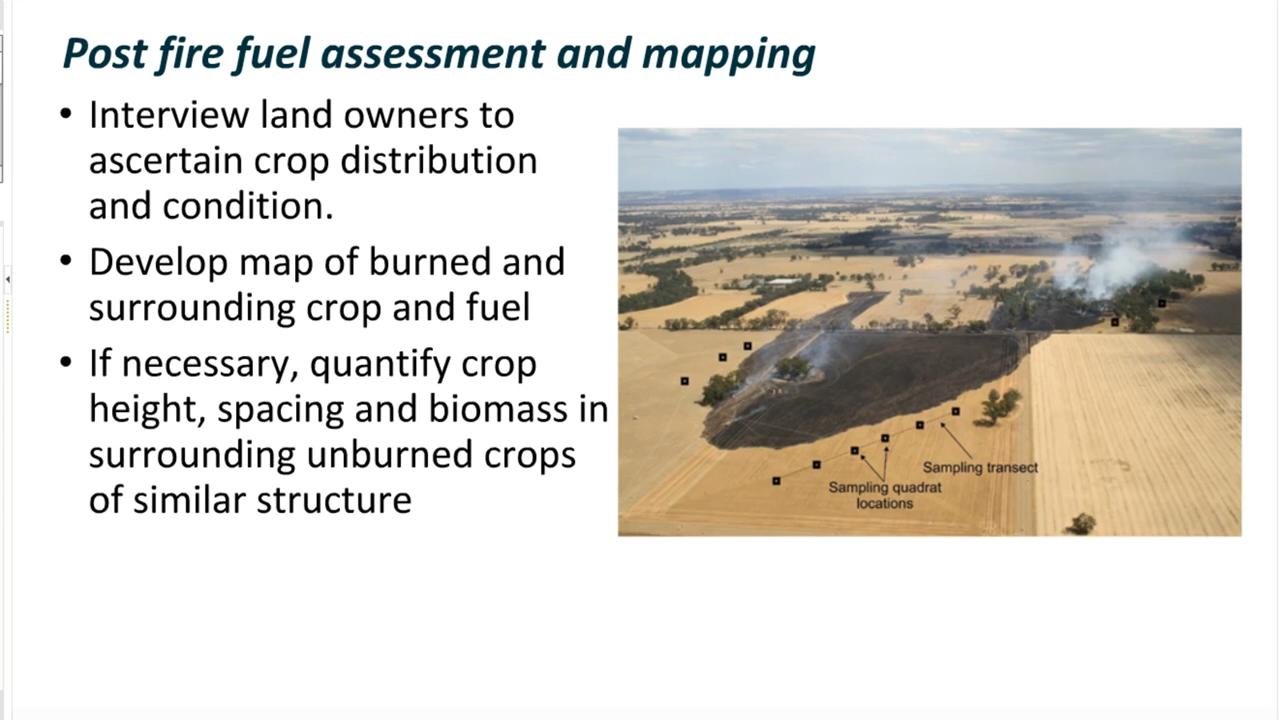 Post fire fuel assessment and mapping
• Interview land owners to
ascertain crop distribution
and condition.
• Develop map of burned and
surrounding crop and fuel
• If necessary, quantify crop
height, spacing and biomass in
surrounding unburned crops
of similar structure
Sampling transect
Sampling quadrat
locations